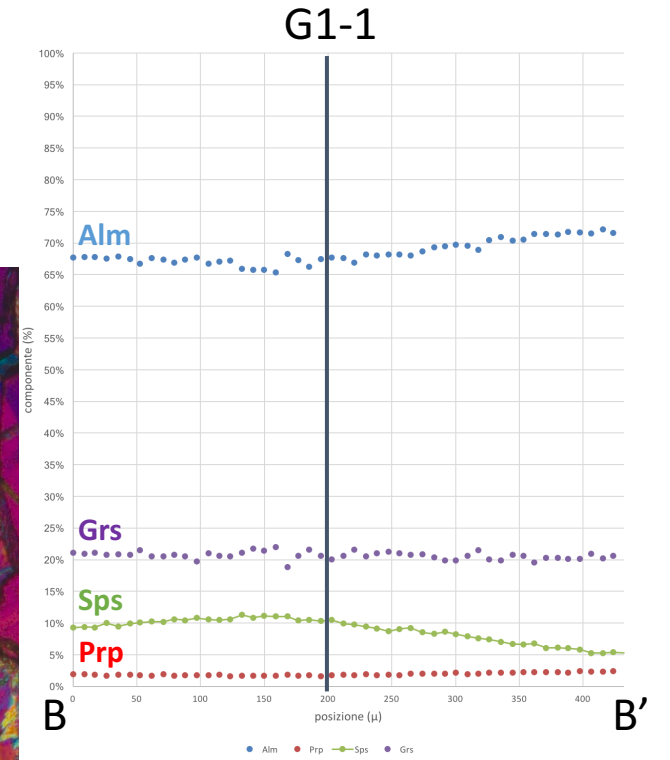 G1-1
100%
95%
90%
85%
80%
75%
70%
65%
60%
55%
50%
45%
40%
35%
30%
25%
20%
15%
10%
5%
0%
componente (%)
Alm
Grs
Sps
Prp
0 50 100 150 200 250 300 350 400
B posizione (μ) B’
Alm Prp Sps Grs